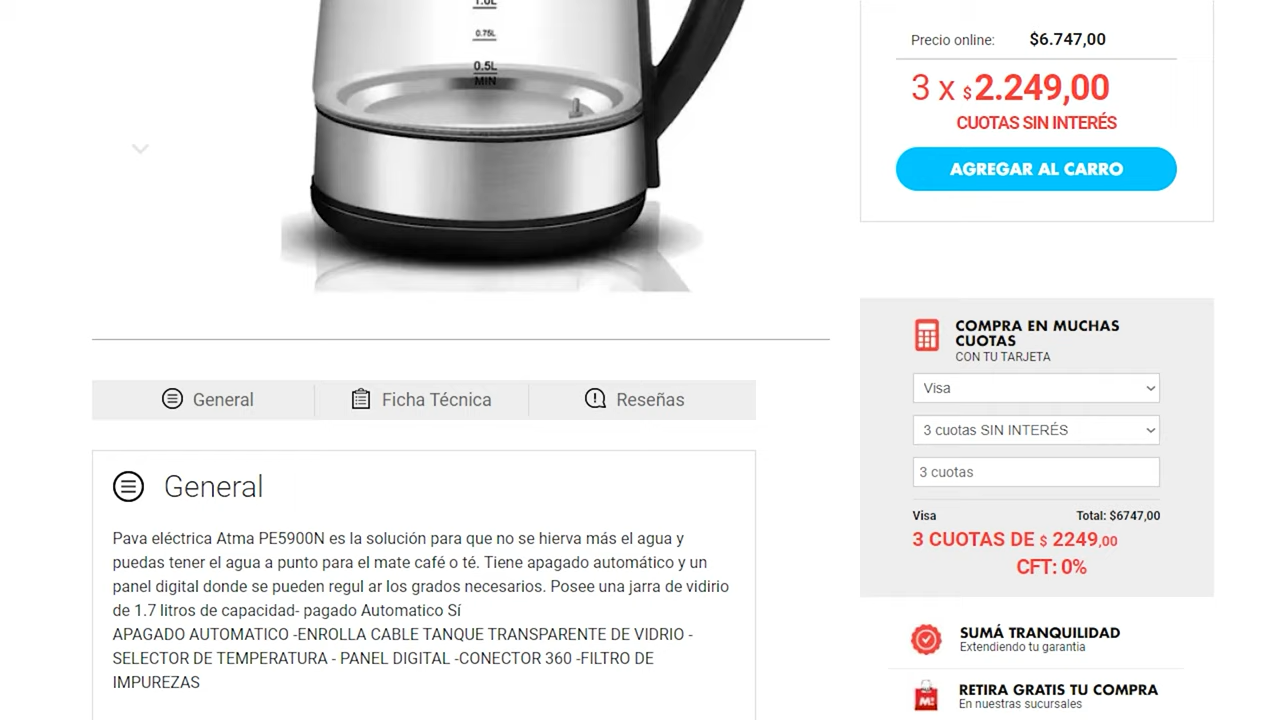 1.0L
0.75L
0.5L
MIN
Precio online: $6.747,00
3 x $2.249,00
CUOTAS SIN INTERÉS
AGREGAR AL CARRO
COMPRA EN MUCHAS
CUOTAS
CON TU TARJETA
Visa
3 cuotas SIN INTERÉS
3 cuotas
Visa Total: $6747,00
3 CUOTAS DE $ 2249,00
CFT: 0%
SUMÁ TRANQUILIDAD
Extendiendo tu garantia
RETIRA GRATIS TU COMPRA
En nuestras sucursales
General Ficha Técnica Reseñas
General
Pava eléctrica Atma PE5900N es la solución para que no se hierva más el agua y
puedas tener el agua a punto para el mate café o té. Tiene apagado automático y un
panel digital donde se pueden regul ar los grados necesarios. Posee una jarra de vidirio
de 1.7 litros de capacidad- pagado Automatico Sí
APAGADO AUTOMATICO -ENROLLA CABLE TANQUE TRANSPARENTE DE VIDRIO -
SELECTOR DE TEMPERATURA - PANEL DIGITAL -CONECTOR 360 -FILTRO DE
IMPUREZAS